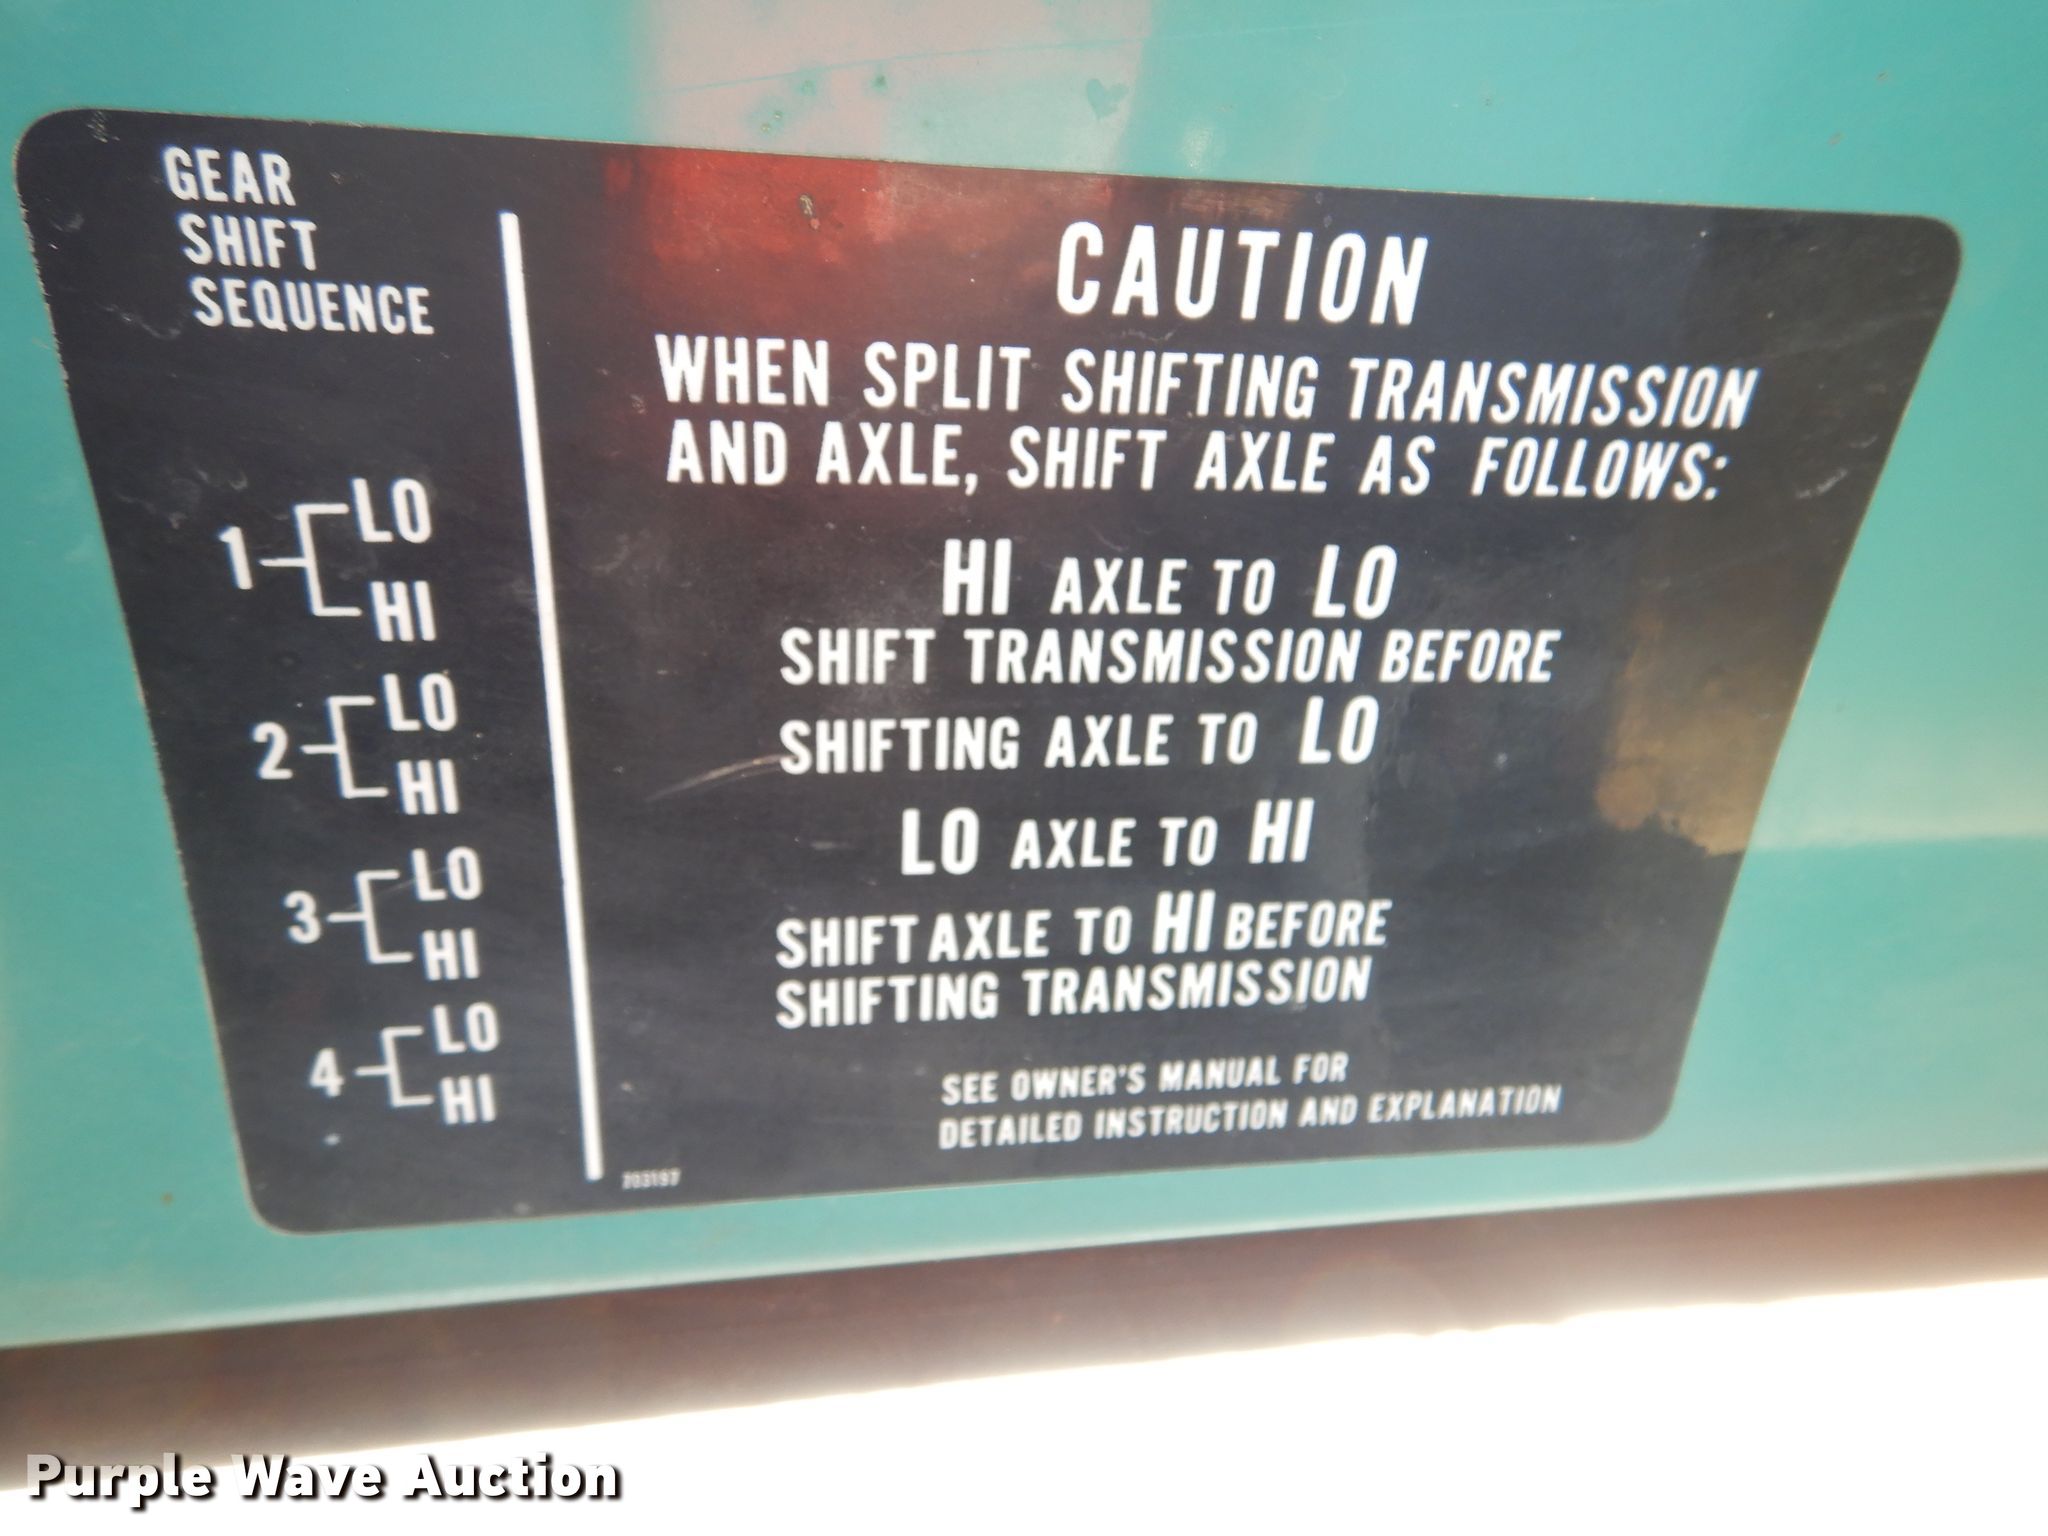 GEAR
SHIFT
SEQUENCE
1 LO
HI
2 LO
HI
3 LO
HI
4 LO
HI
CAUTION
WHEN SPLIT SHIFTING TRANSMISSION
AND AXLE, SHIFT AXLE AS FOLLOWS:
HI AXLE TO LO
SHIFT TRANSMISSION BEFORE
SHIFTING AXLE TO LO
LO AXLE TO HI
SHIFT AXLE TO HI BEFORE
SHIFTING TRANSMISSION
SEE OWNER'S MANUAL FOR
DETAILED INSTRUCTION AND EXPLANATION
Purple Wave Auction